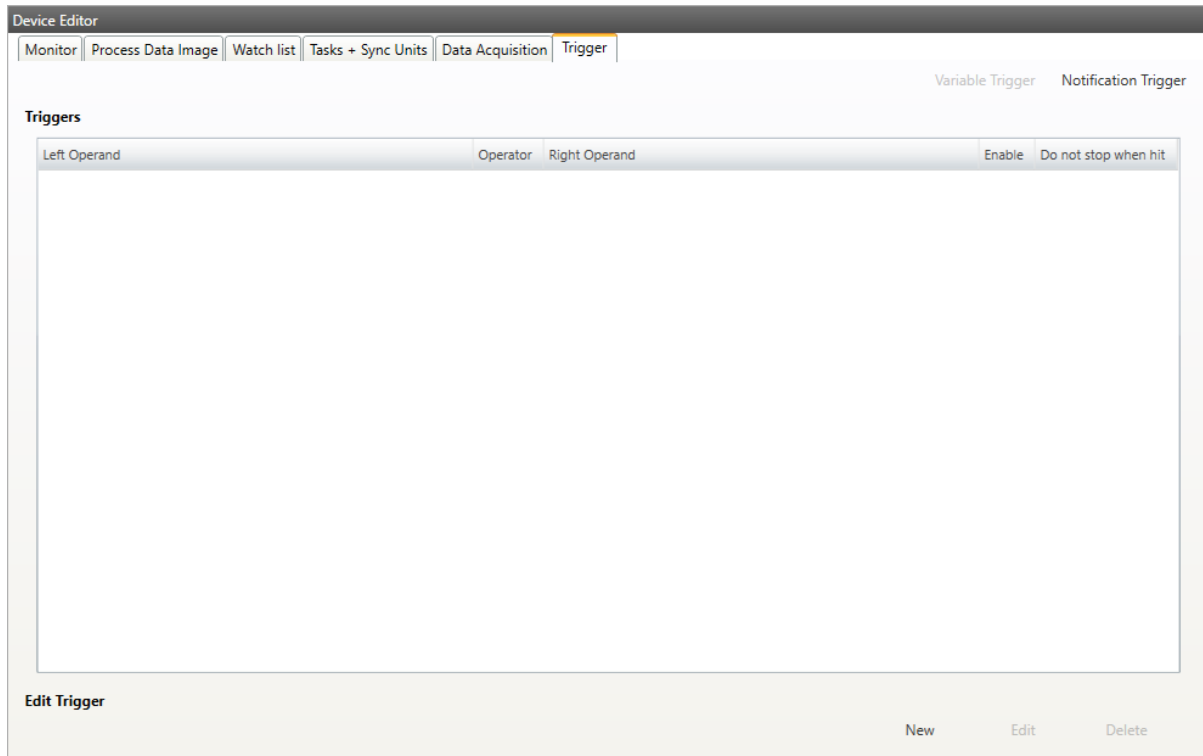 Device Editor
Monitor Process Data Image Watch list Tasks + Sync Units Data Acquisition Trigger
Variable Trigger Notification Trigger
Triggers
Left Operand Operator Right Operand Enable Do not stop when hit
Edit Trigger
New Edit Delete